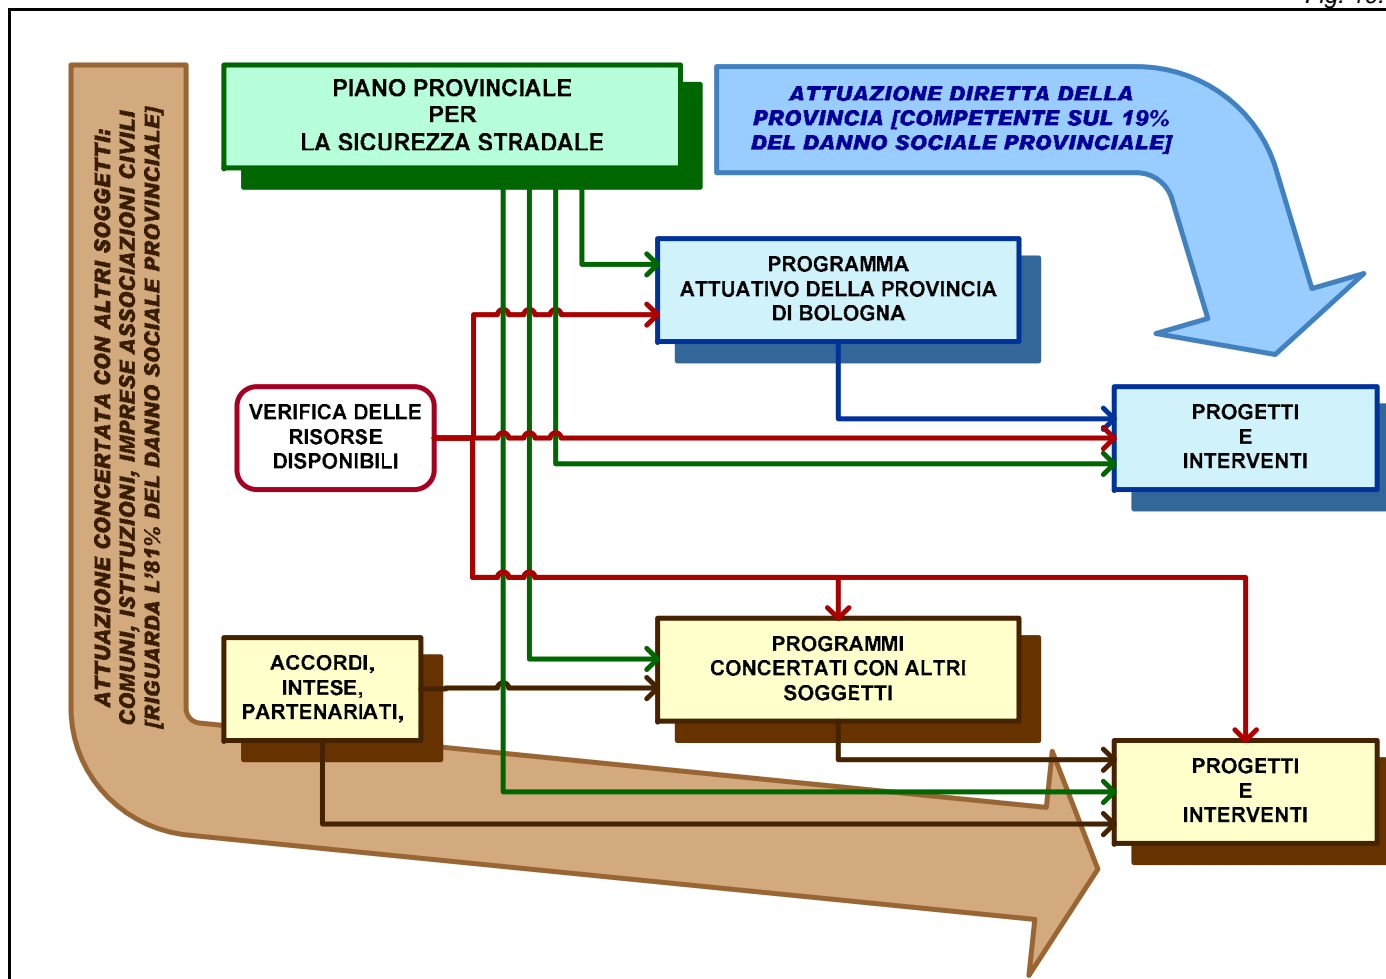 PIANO PROVINCIALE
PER
LA SICUREZZA STRADALE
ATTUAZIONE DIRETTA DELLA
PROVINCIA [COMPETENTE SUL 19%
DEL DANNO SOCIALE PROVINCIALE]
ATTUAZIONE CONCERTATA CON ALTRI SOGGETTI:
COMUNI, ISTITUZIONI, IMPRESE ASSOCIAZIONI CIVILI
[RIGUARDA L'81% DEL DANNO SOCIALE PROVINCIALE]
PROGRAMMA
ATTUATIVO DELLA PROVINCIA
DI BOLOGNA
VERIFICA DELLE
RISORSE
DISPONIBILI
PROGETTI
E
INTERVENTI
ACCORDI,
INTESE,
PARTENARIATI,
PROGRAMMI
CONCERTATI CON ALTRI
SOGGETTI
PROGETTI
E
INTERVENTI